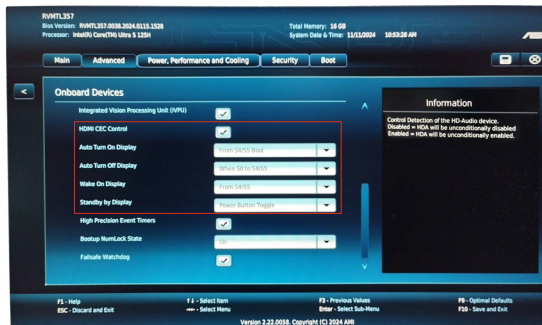 RVMTL357
Bios Version: RVMTL357.0038.2024.0115.1520
Processor: Intel(R) Core(TM) Ultra 5 125H
Total Memory: 16 GB
System Date & Time: 11/11/2024 10:53:28 AM
Main Advanced Power, Performance and Cooling Security Boot
<
Onboard Devices
Integrated Vision Processing Unit (IVPU)
HDMI CEC Control
Auto Turn On Display From S4/S5 Boot
Auto Turn Off Display When S0 to S4/S5
Wake On Display From S4/S5
Standby by Display Power Button Toggle
High Precision Event Timers
Bootup NumLock State On
Failsafe Watchdog
Information
Control Detection of the HD-Audio device.
Disabled = HDA will be unconditionally disabled
Enabled = HDA will be unconditionally enabled.
F1 - Help
ESC - Discard and Exit
↑↓ - Select Item
→← - Select Menu
F3 - Previous Values
Enter - Select Sub-Menu
F9 - Optimal Defaults
F10 - Save and Exit
Version 2.22.0058. Copyright (C) 2024 AMI